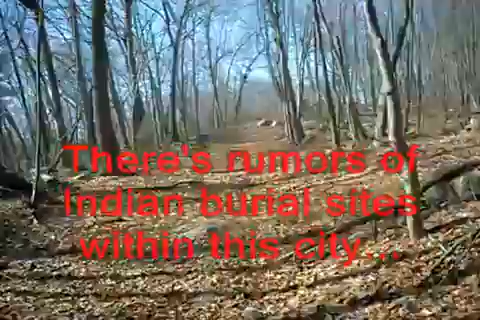 There's rumors of
Indian burial sites
within this city...